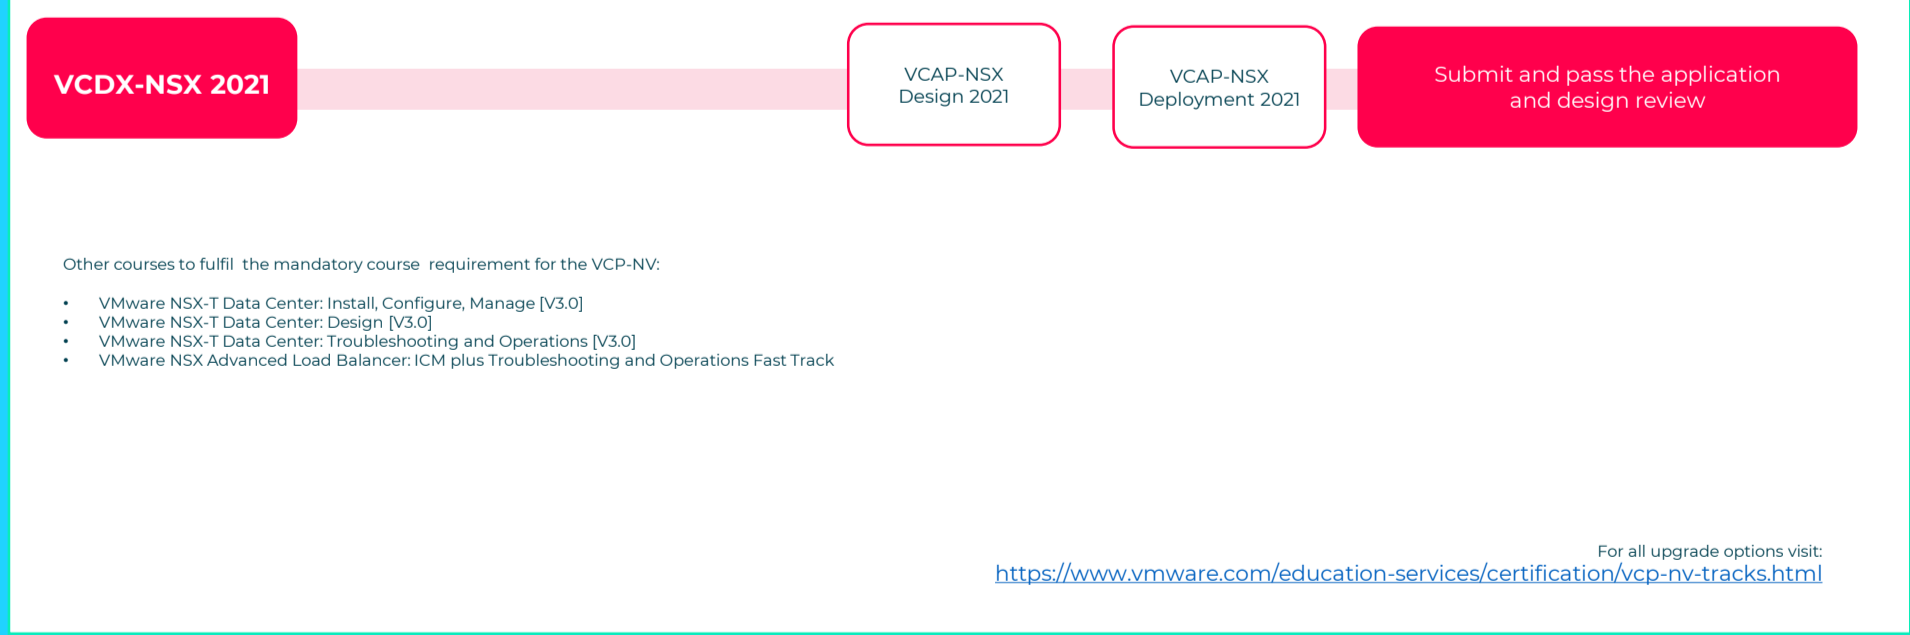 VCDX-NSX 2021
VCAP-NSX
Design 2021
VCAP-NSX
Deployment 2021
Submit and pass the application
and design review
Other courses to fulfil  the mandatory course  requirement for the VCP-NV:
• VMware NSX-T Data Center: Install, Configure, Manage [V3.0]
• VMware NSX-T Data Center: Design [V3.0]
• VMware NSX-T Data Center: Troubleshooting and Operations [V3.0]
• VMware NSX Advanced Load Balancer: ICM plus Troubleshooting and Operations Fast Track
For all upgrade options visit:
https://www.vmware.com/education-services/certification/vcp-nv-tracks.html